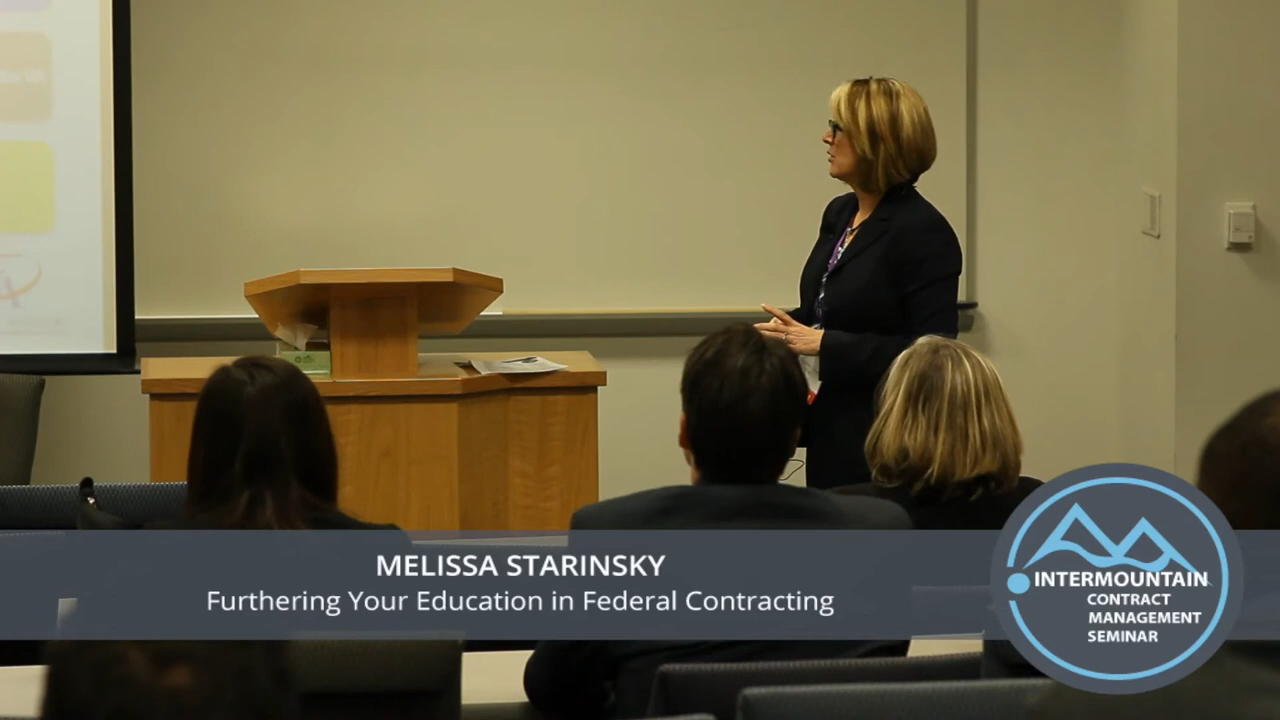 MELISSA STARINSKY
Furthering Your Education in Federal Contracting
INTERMOUNTAIN
CONTRACT
MANAGEMENT
SEMINAR